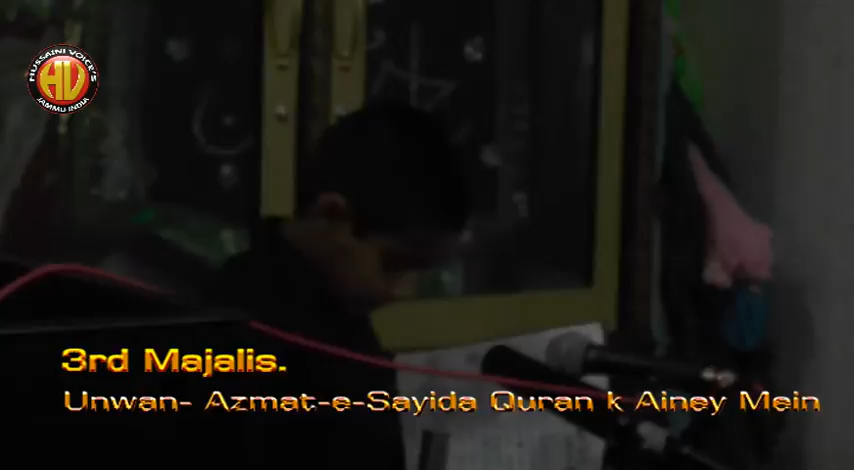 HUSSAINI VOICE'S
HV
JAMMU INDIA
3rd Majalis.
Unwan- Azmat-e-Sayida Quran k Ainey Mein